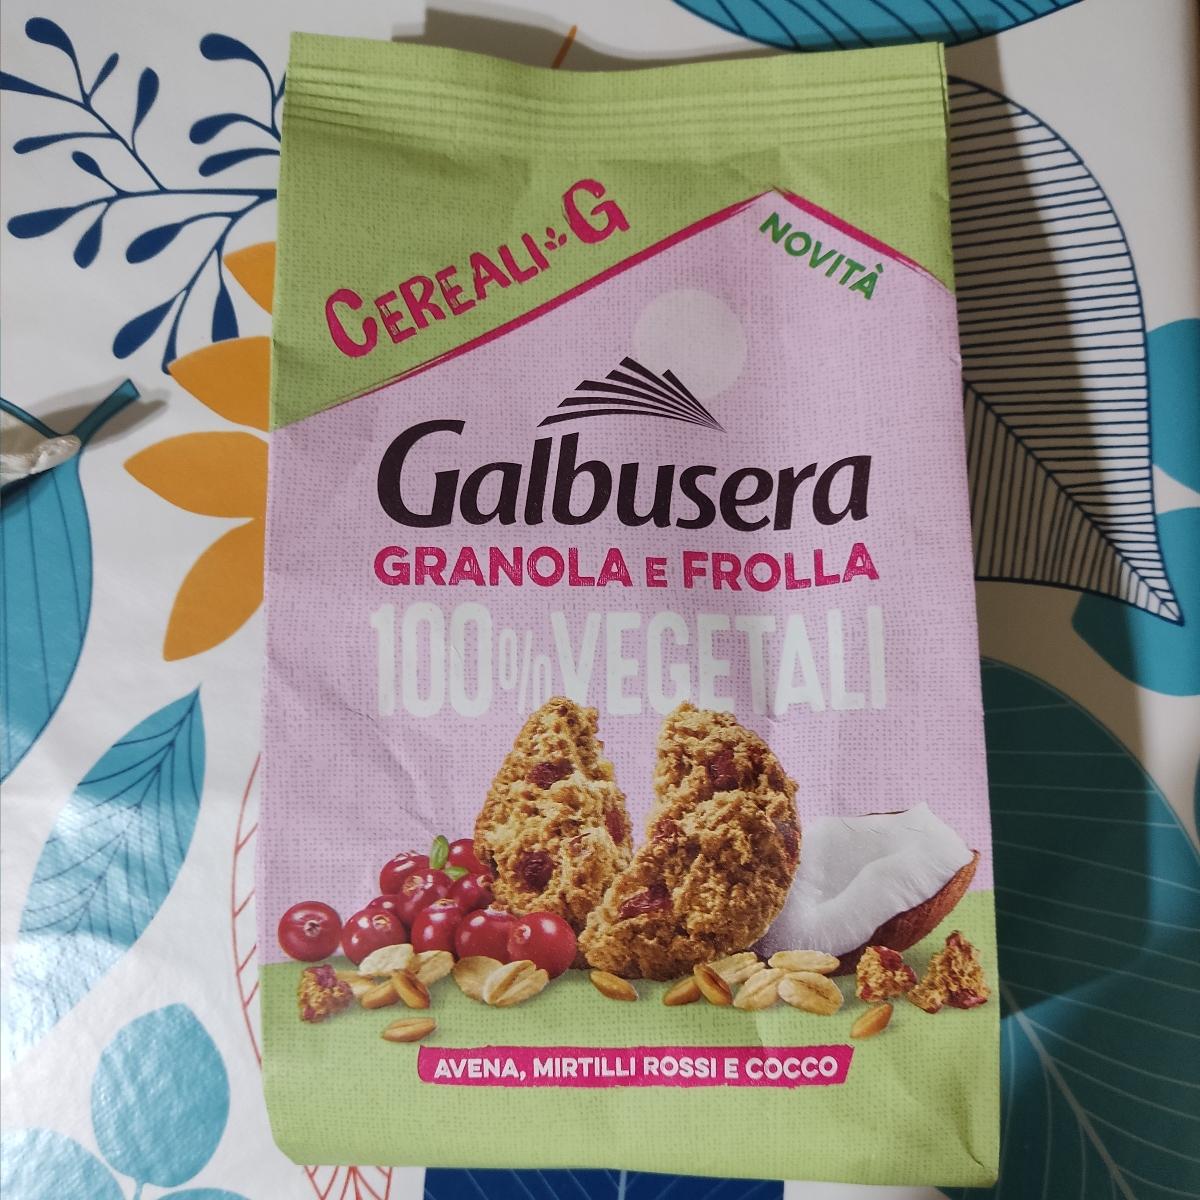 CEREALI G
NOVITÀ
Galbusera
GRANOLA E FROLLA
100% VEGETALI
AVENA, MIRTILLI ROSSI E COCCO